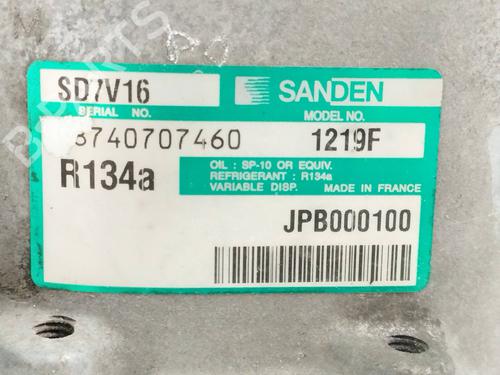 SD7V16
SANDEN
SERIAL NO.
MODEL NO.
8740707460
1219F
R134a
OIL : SP-10 OR EQUIV.
REFRIGERANT : R134a
VARIABLE DISP.
MADE IN FRANCE
JPB000100